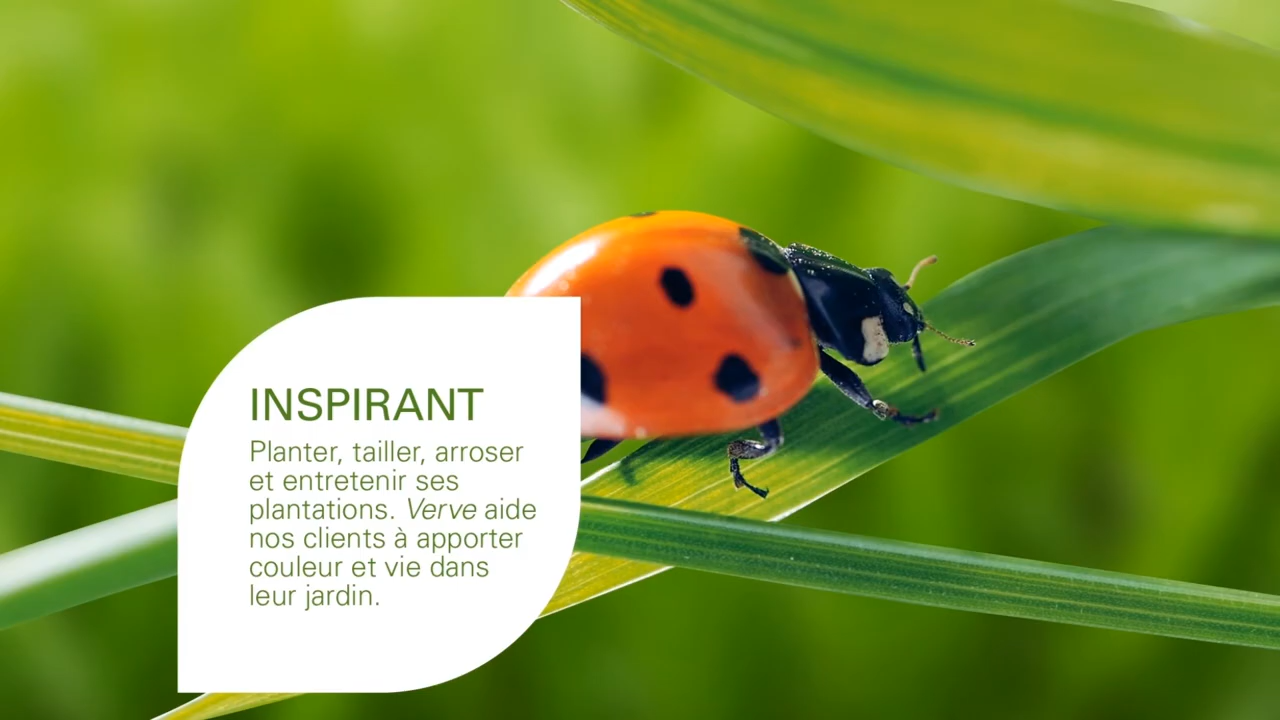 INSPIRANT
Planter, tailler, arroser
et entretenir ses
plantations. Verve aide
nos clients à apporter
couleur et vie dans
leur jardin.